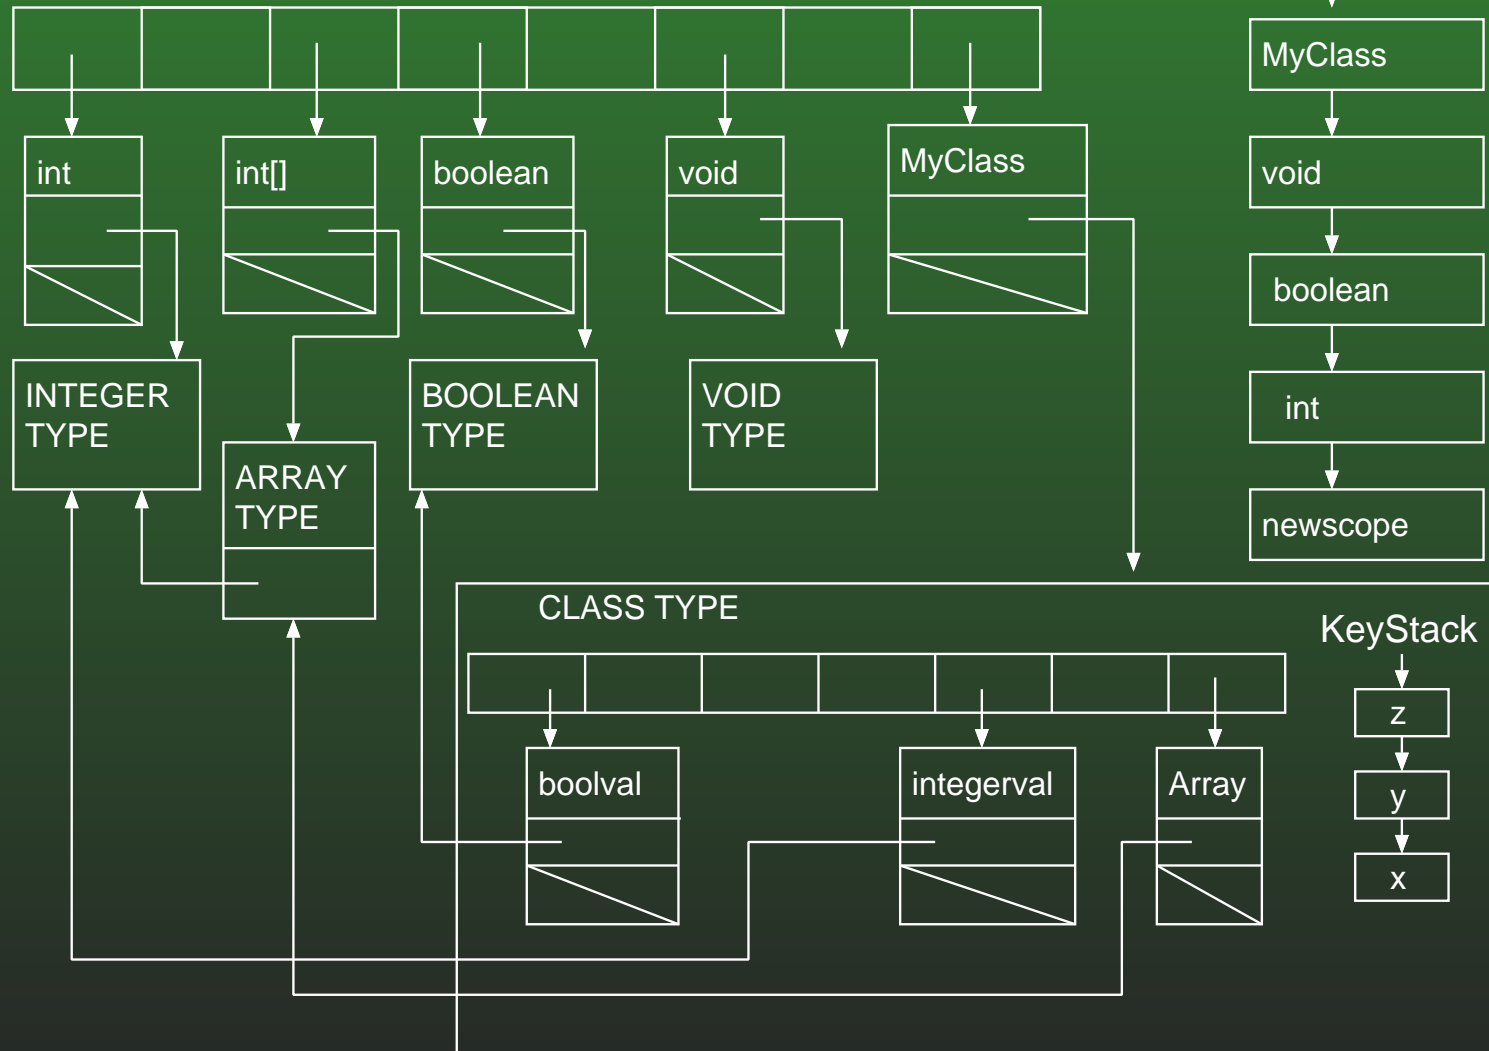 MyClass
int
int[]
boolean
void
MyClass
void
boolean
INTEGER
TYPE
BOOLEAN
TYPE
VOID
TYPE
int
ARRAY
TYPE
newscope
CLASS TYPE
KeyStack
z
boolval
integerval
Array
y
x